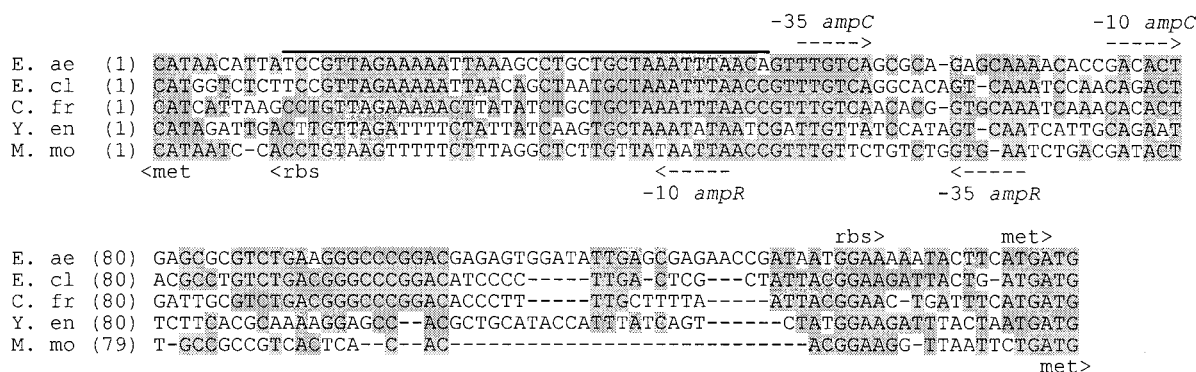 -35 ampC -10 ampC
-----> ----->
E. ae (1) CATAACATTATCCGTTAGAAAAATTAAAGCCTGCTGCTAAATTTAACAGTTTGTCAGCGCA-GAGCAAAACACCGACACT
E. cl (1) CATGGTCTCTTCCGTTAGAAAAATTAACAGCTAATGCTAAATTTAACCGTTTGTCAGGCACAGT-CAAATCCAACAGACT
C. fr (1) CATCATTAAGCCTGTTAGAAAAACTTATATCTGCTGCTAAATTTAACCGTTTGTCAACACG-GTGCAAATCAAACACACT
Y. en (1) CATAGATTGACTTGTTAGATTTTCTATTATCAAGTGCTAAATATAATCGATTGTTATCCATAGT-CAATCATTGCAGAAT
M. mo (1) CATAATC-CACCTGTAAGTTTTTCTTTAGGCTCTTGTTATAATTAACCGTTTGTTCTGTCTGGTG-AATCTGACGATACT
<met <rbs <----- <-----
-10 ampR -35 ampR
rbs> met>
E. ae (80) GAGCGCGTCTGAAGGGCCCGGACGAGAGTGGATATTGAGCGAGAACCGATAATGGAAAAATACTTCATGATG
E. cl (80) ACGCCTGTCTGACGGGCCCGGACATCCCC-----TTGA-CTCG---CTATTACGGAAGATTACTG-ATGATG
C. fr (80) GATTGCGTCTGACGGGCCCGGACACCCTT-----TTGCTTTTA-----ATTACGGAAC-TGATTTCATGATG
Y. en (80) TCTTCACGCAAAAGGAGCC--ACGCTGCATACCATTTATCAGT------CTATGGAAGATTTACTAATGATG
M. mo (79) T-GCCGCCGTCACTCA--C--AC----------------------------ACGGAAGG-TTAATTCTGATG
met>